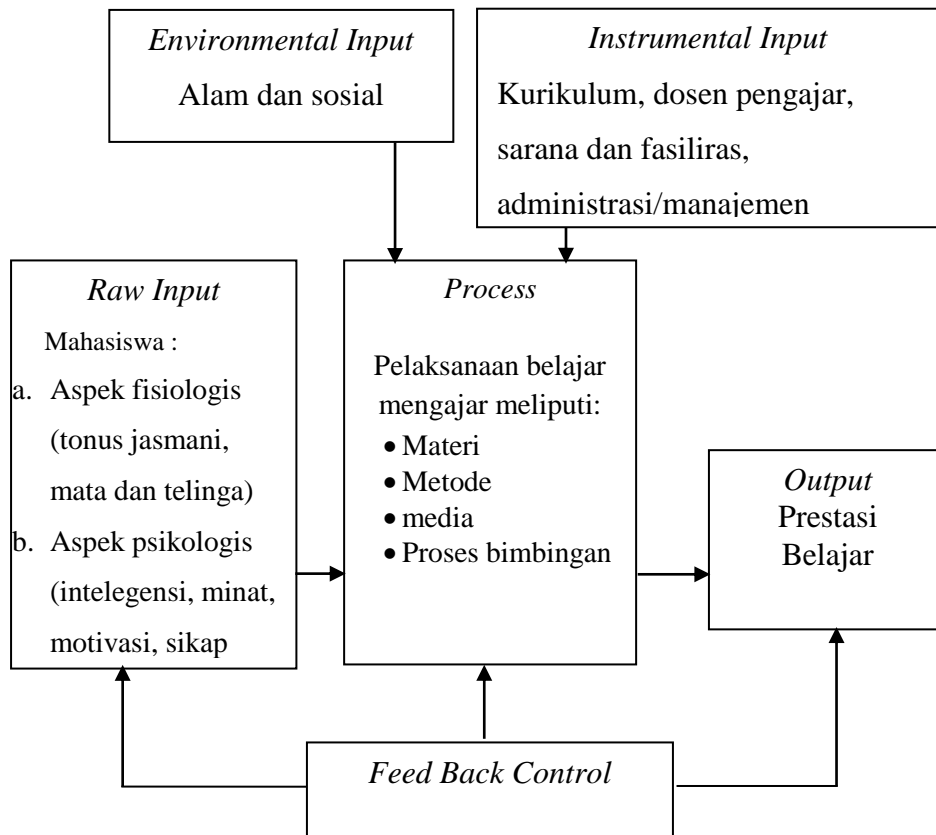 Environmental Input
Alam dan sosial
Instrumental Input
Kurikulum, dosen pengajar,
sarana dan fasiliras,
administrasi/manajemen
Raw Input
Mahasiswa :
a. Aspek fisiologis
(tonus jasmani,
mata dan telinga)
b. Aspek psikologis
(intelegensi, minat,
motivasi, sikap
Process
Pelaksanaan belajar
mengajar meliputi:
• Materi
• Metode
• media
• Proses bimbingan
Output
Prestasi
Belajar
Feed Back Control